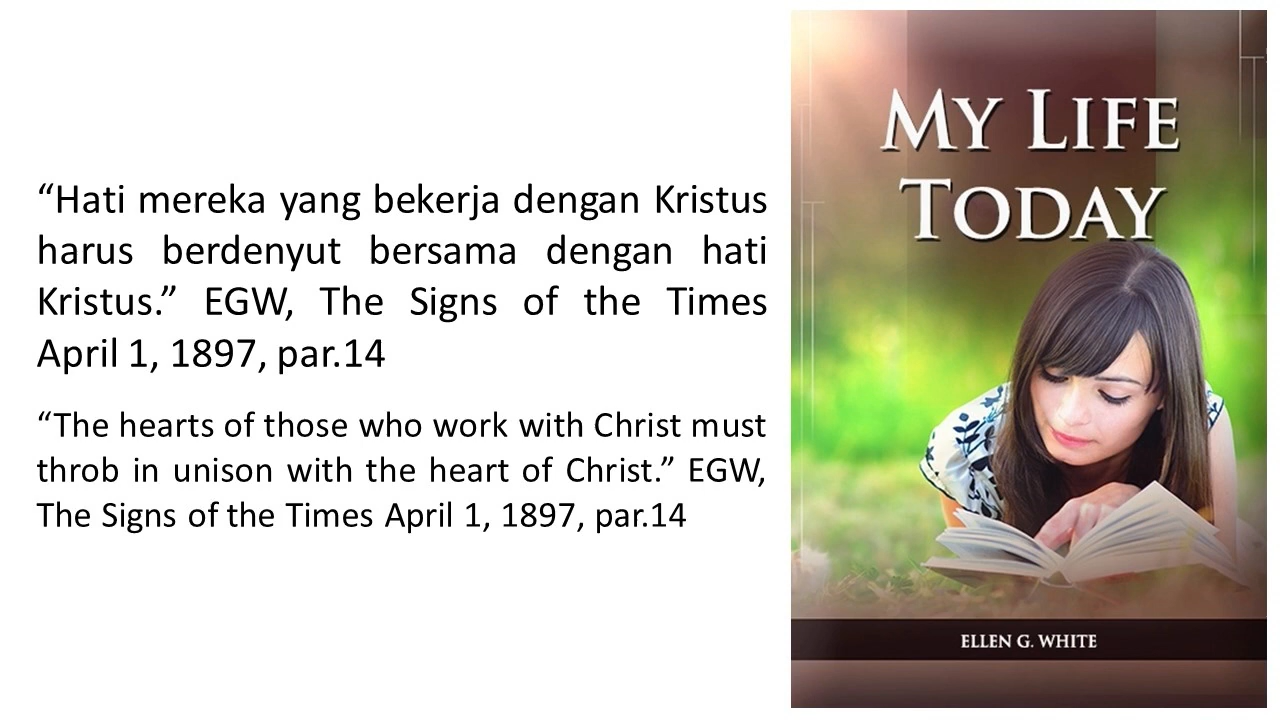 “Hati mereka yang bekerja dengan Kristus
harus berdenyut bersama dengan hati
Kristus.” EGW, The Signs of the Times
April 1, 1897, par.14
“The hearts of those who work with Christ must
throb in unison with the heart of Christ.” EGW,
The Signs of the Times April 1, 1897, par.14
MY LIFE
TODAY
ELLEN G. WHITE